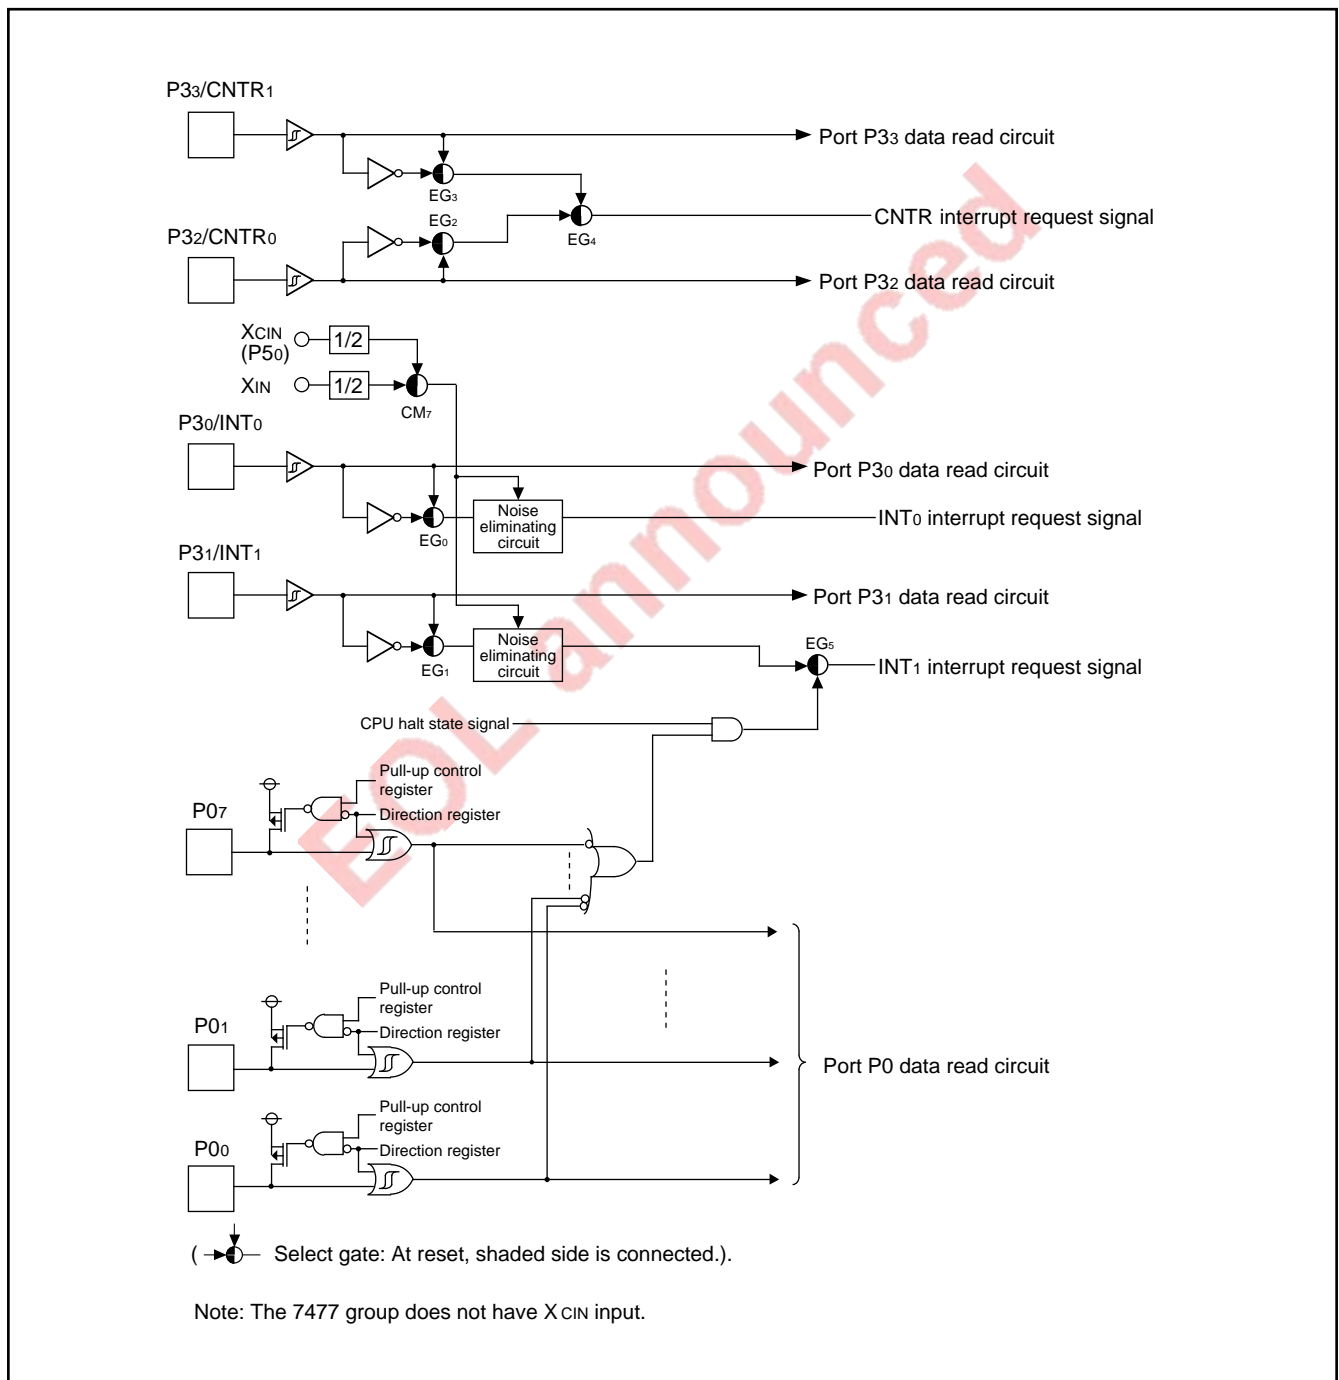 P33/CNTR1
Port P33 data read circuit
EG3
EG2
CNTR interrupt request signal
P32/CNTR0
EG4
Port P32 data read circuit
XCIN
(P50)
1/2
XIN
1/2
CM7
P30/INT0
Port P30 data read circuit
Noise
eliminating
circuit
INT0 interrupt request signal
EG0
P31/INT1
Port P31 data read circuit
Noise
eliminating
circuit
EG5
INT1 interrupt request signal
EG1
CPU halt state signal
Pull-up control
register
P07
Direction register
Pull-up control
register
P01
Direction register
Port P0 data read circuit
Pull-up control
register
P00
Direction register
( Select gate: At reset, shaded side is connected.).
Note: The 7477 group does not have XCIN input.
EOL announced